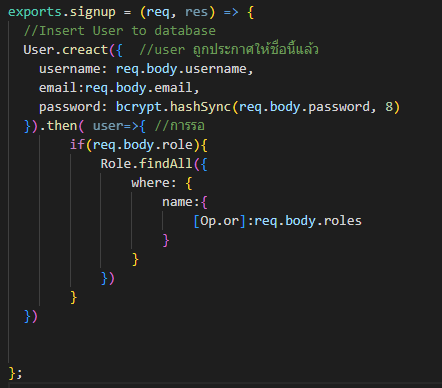 exports.signup = (req, res) => {
//Insert User to database
User.creact({ //user ถูกประกาศให้ชื่อนี้แล้ว
username: req.body.username,
email:req.body.email,
password: bcrypt.hashSync(req.body.password, 8)
}).then( user=>{ //การรอ
if(req.body.role){
Role.findAll({
where: {
name:{
[Op.or]:req.body.roles
}
}
})
}
})
};